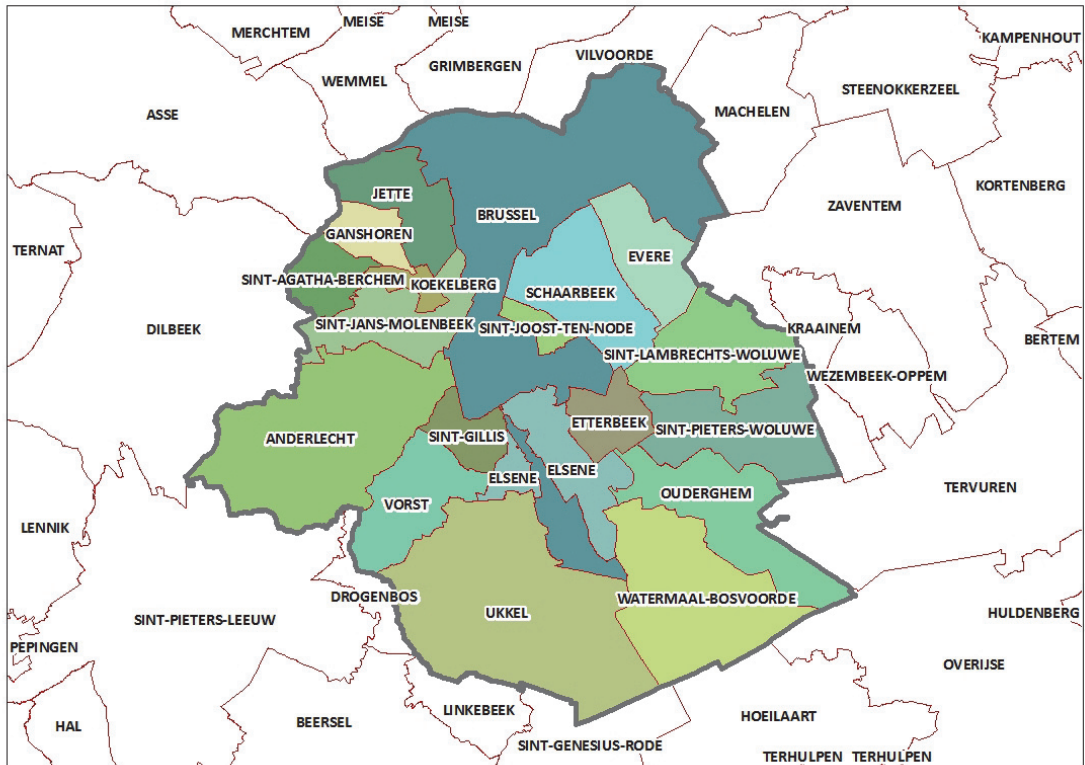 MEISE
MEISE
MERCHTEM
KAMPENHOUT
VILVOORDE
GRIMBERGEN
WEMMEL
STEENOKKERZEEL
ASSE
MACHELEN
KORTENBERG
JETTE
ZAVENTEM
BRUSSEL
GANSHOREN
TERNAT
EVERE
SINT-AGATHA-BERCHEM
KOEKELBERG
SCHAARBEEK
SINT-JANS-MOLENBEEK
SINT-JOOST-TEN-NODE
DILBEEK
KRAAINEM
BERTEM
SINT-LAMBRECHTS-WOLUWE
WEZEMBEEK-OPPEM
ETTERBEEK
SINT-PIETERS-WOLUWE
ANDERLECHT
SINT-GILLIS
ELSENE
ELSENE
TERVUREN
OUDERGHEM
VORST
LENNIK
DROGENBOS
WATERMAAL-BOSVOORDE
UKKEL
HULDENBERG
SINT-PIETERS-LEEUW
PEPINGEN
OVERIJSE
LINKEBEEK
HOEILAART
HAL
BEERSEL
SINT-GENESIUS-RODE
TERHULPEN
TERHULPEN